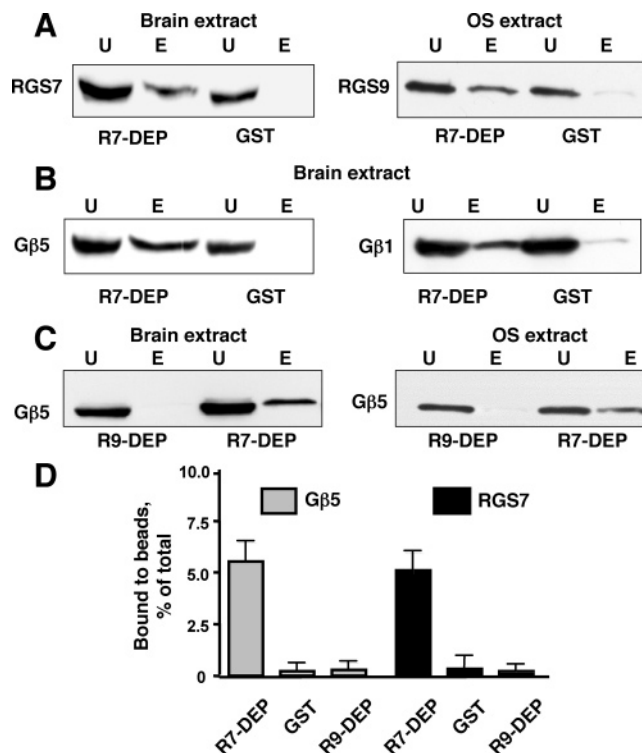 A
Brain extract
OS extract
U E U E
U E U E
RGS7
RGS9
R7-DEP GST
R7-DEP GST
B
Brain extract
U E U E
U E U E
Gβ5
Gβ1
R7-DEP GST
R7-DEP GST
C
Brain extract
OS extract
U E U E
U E U E
Gβ5
Gβ5
R9-DEP R7-DEP
R9-DEP R7-DEP
D
Bound to beads,
% of total
10.0
7.5
5.0
2.5
0
Gβ5
RGS7
R7-DEP
GST
R9-DEP
R7-DEP
GST
R9-DEP